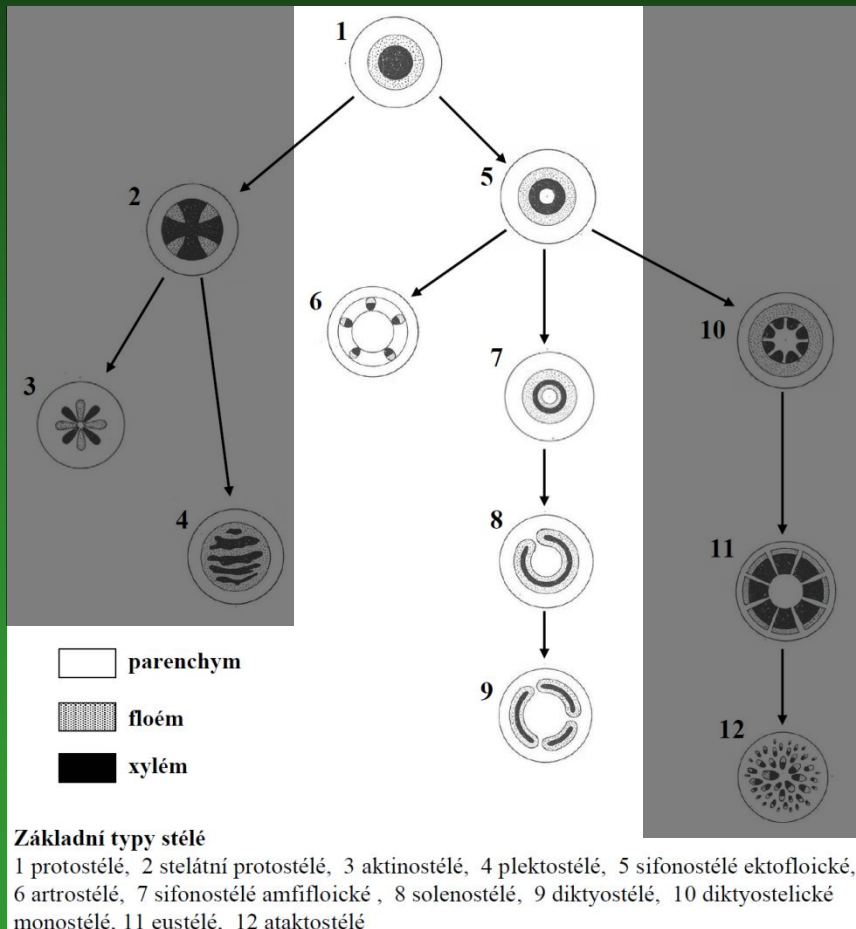 1
2
5
6
10
7
3
4
8
11
9
12
parenchym
floém
xylém
Základní typy stélé
1 protostélé, 2 stelátní protostélé, 3 aktinostélé, 4 plektostélé, 5 sifonostélé ektofloické,
6 artrostélé, 7 sifonostélé amfifloické , 8 solenostélé, 9 diktyostélé, 10 diktyostelické
monostélé, 11 eustélé, 12 ataktostélé